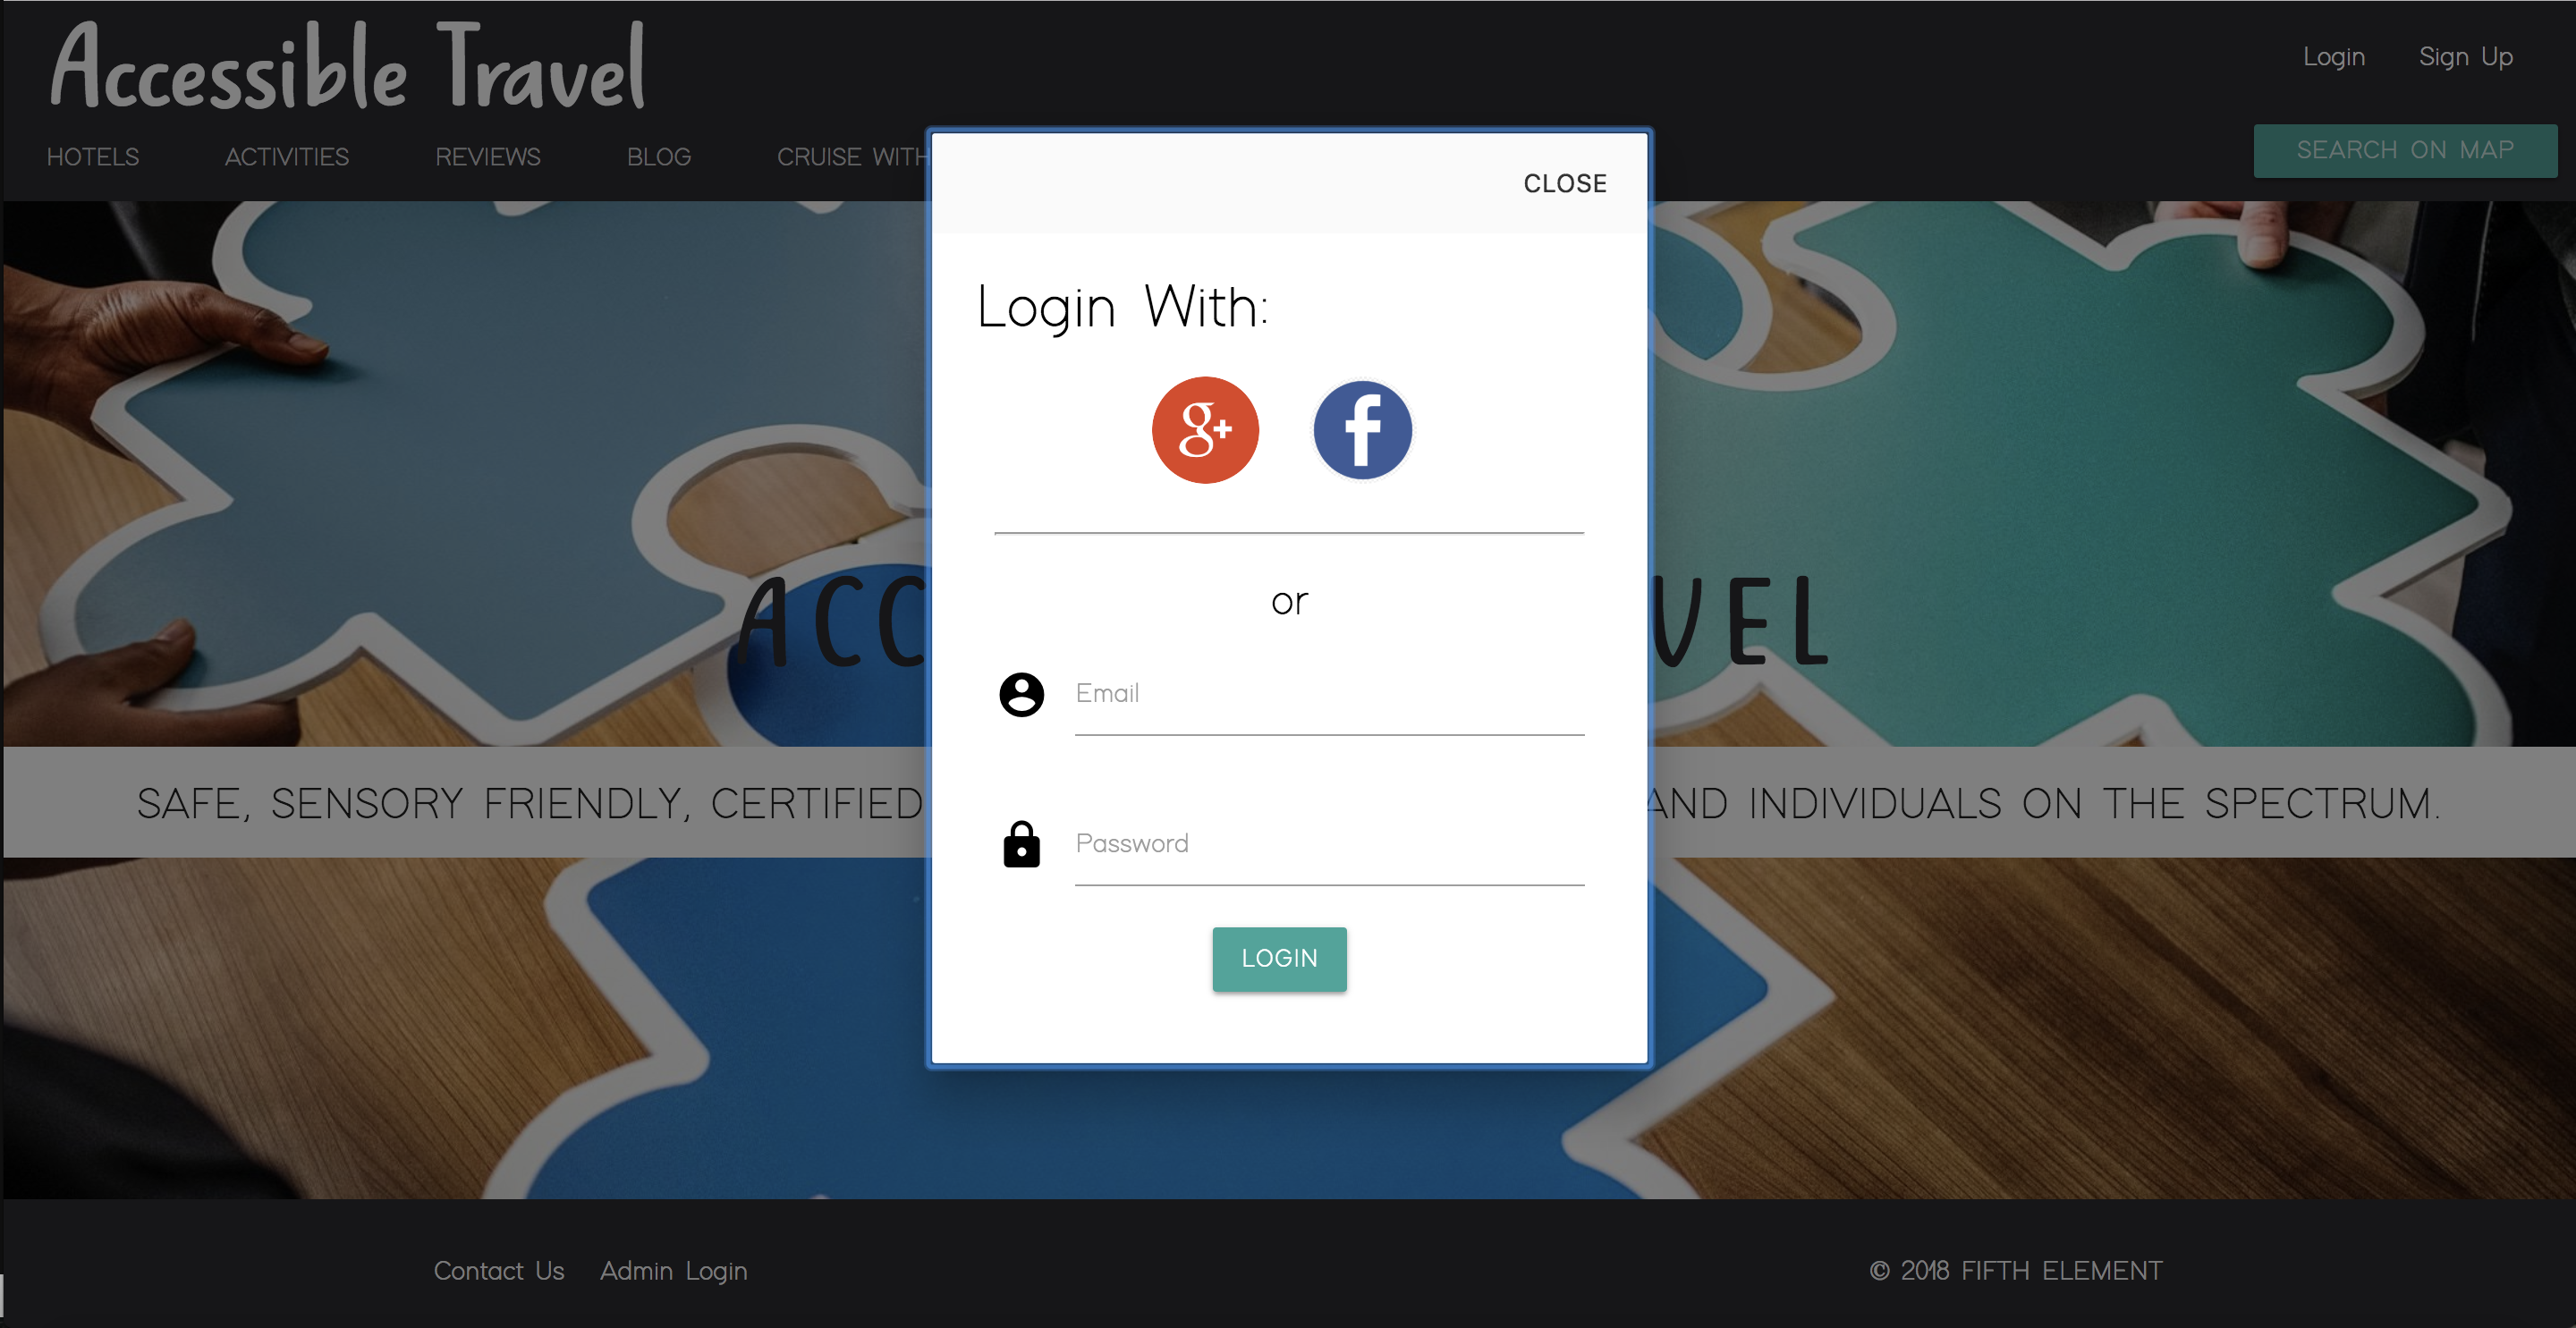 Accessible Travel
Login Sign Up
HOTELS ACTIVITIES REVIEWS BLOG CRUISE WITH
SEARCH ON MAP
CLOSE
Login With:
g+ f
or
ACC VEL
Email
SAFE, SENSORY FRIENDLY, CERTIFIED AND INDIVIDUALS ON THE SPECTRUM.
Password
LOGIN
Contact Us Admin Login
© 2018 FIFTH ELEMENT